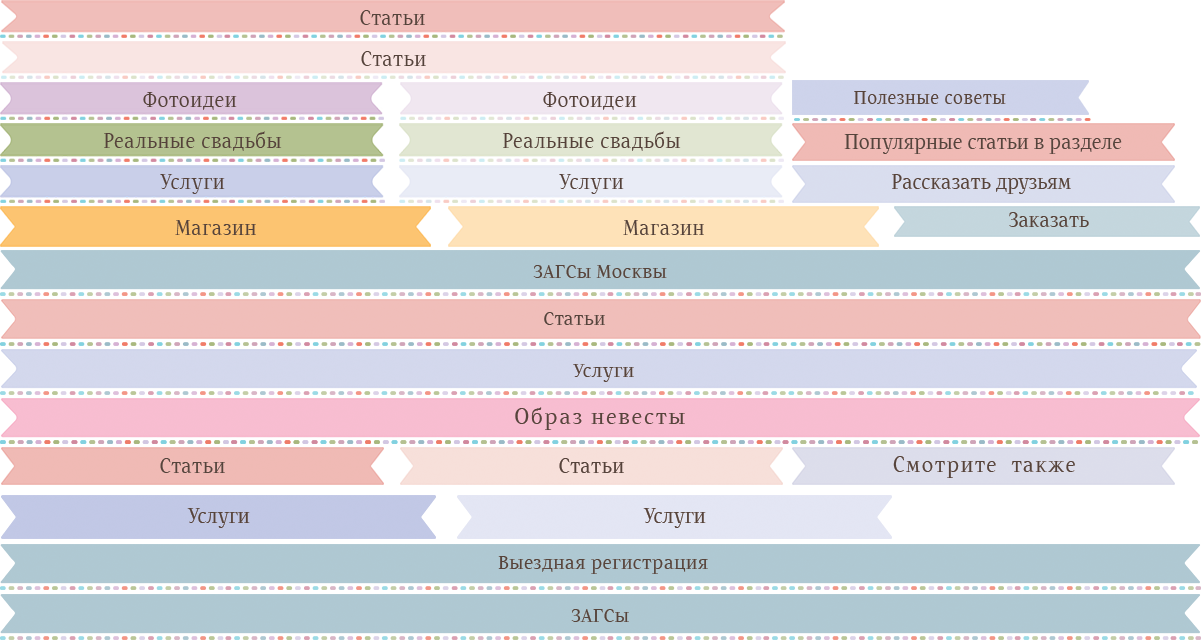 Статьи
Статьи
Фотоидеи Фотоидеи Полезные советы
Реальные свадьбы Реальные свадьбы Популярные статьи в разделе
Услуги Услуги Рассказать друзьям
Магазин Магазин Заказать
ЗАГСы Москвы
Статьи
Услуги
Образ невесты
Статьи Статьи Смотрите также
Услуги Услуги
Выездная регистрация
ЗАГСы